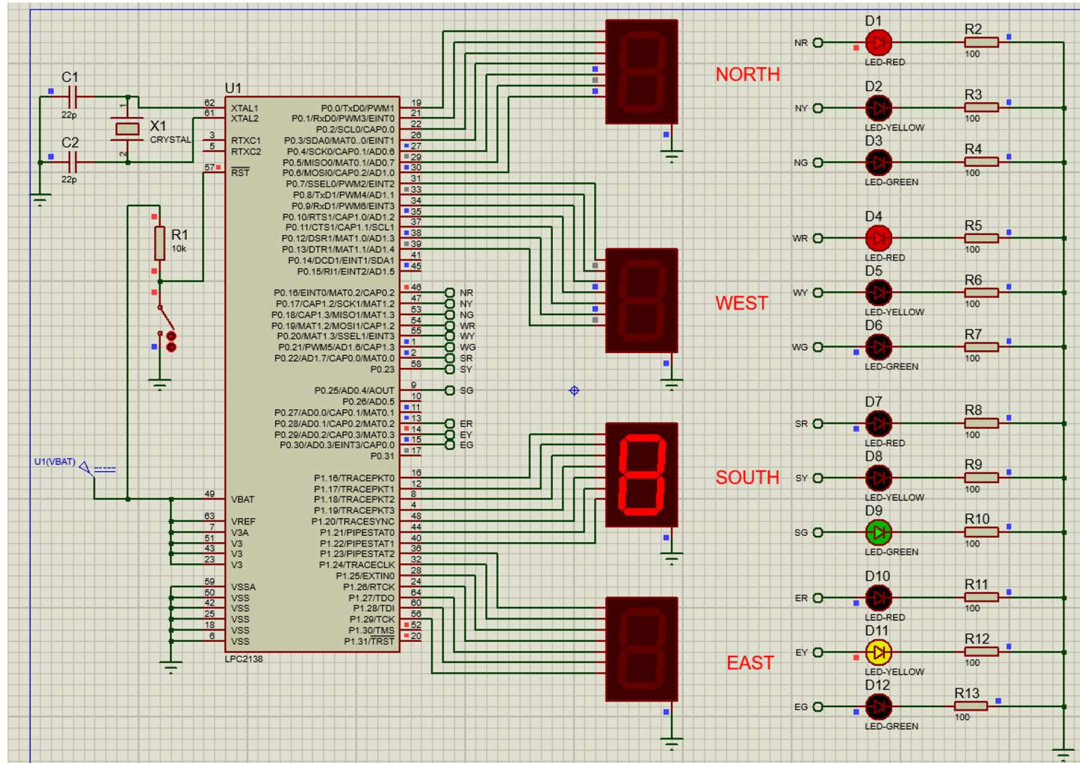 C1
22p
C2
22p
X1
CRYSTAL
1
2
R1
10k
U1(VBAT)
U1
62 XTAL1
61 XTAL2
3 RTXC1
5 RTXC2
57 RST
49 VBAT
63 VREF
7 V3A
51 V3
43 V3
23 V3
59 VSSA
50 VSS
42 VSS
25 VSS
18 VSS
6 VSS
P0.0/TxD0/PWM1 19
P0.1/RxD0/PWM3/EINT0 21
P0.2/SCL0/CAP0.0 22
P0.3/SDA0/MAT0..0/EINT1 26
P0.4/SCK0/CAP0.1/AD0.6 27
P0.5/MISO0/MAT0.1/AD0.7 29
P0.6/MOSI0/CAP0.2/AD1.0 30
P0.7/SSEL0/PWM2/EINT2 31
P0.8/TxD1/PWM4/AD1.1 33
P0.9/RxD1/PWM6/EINT3 34
P0.10/RTS1/CAP1.0/AD1.2 35
P0.11/CTS1/CAP1.1/SCL1 37
P0.12/DSR1/MAT1.0/AD1.3 38
P0.13/DTR1/MAT1.1/AD1.4 39
P0.14/DCD1/EINT1/SDA1 41
P0.15/RI1/EINT2/AD1.5 45
P0.16/EINT0/MAT0.2/CAP0.2 46 NR
P0.17/CAP1.2/SCK1/MAT1.2 47 NY
P0.18/CAP1.3/MISO1/MAT1.3 53 NG
P0.19/MAT1.2/MOSI1/CAP1.2 54 WR
P0.20/MAT1.3/SSEL1/EINT3 55 WY
P0.21/PWM5/AD1.6/CAP1.3 1 WG
P0.22/AD1.7/CAP0.0/MAT0.0 2 SR
P0.23 58 SY
P0.25/AD0.4/AOUT 9 SG
P0.26/AD0.5 10
P0.27/AD0.0/CAP0.1/MAT0.1 11
P0.28/AD0.1/CAP0.2/MAT0.2 13 ER
P0.29/AD0.2/CAP0.3/MAT0.3 14 EY
P0.30/AD0.3/EINT3/CAP0.0 15 EG
P0.31 17
P1.16/TRACEPKT0 16
P1.17/TRACEPKT1 12
P1.18/TRACEPKT2 8
P1.19/TRACEPKT3 4
P1.20/TRACESYNC 48
P1.21/PIPESTAT0 44
P1.22/PIPESTAT1 40
P1.23/PIPESTAT2 36
P1.24/TRACECLK 32
P1.25/EXTIN0 28
P1.26/RTCK 24
P1.27/TDO 64
P1.28/TDI 60
P1.29/TCK 56
P1.30/TMS 52
P1.31/TRST 20
LPC2138
NORTH
WEST
SOUTH
EAST
NR D1 LED-RED R2 100
NY D2 LED-YELLOW R3 100
NG D3 LED-GREEN R4 100
WR D4 LED-RED R5 100
WY D5 LED-YELLOW R6 100
WG D6 LED-GREEN R7 100
SR D7 LED-RED R8 100
SY D8 LED-YELLOW R9 100
SG D9 LED-GREEN R10 100
ER D10 LED-RED R11 100
EY D11 LED-YELLOW R12 100
EG D12 LED-GREEN R13 100